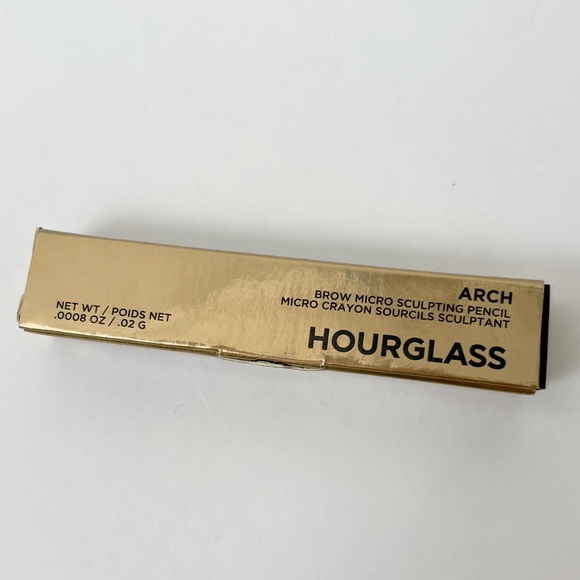 ARCH
BROW MICRO SCULPTING PENCIL
MICRO CRAYON SOURCILS SCULPTANT
HOURGLASS
NET WT / POIDS NET
.0008 OZ / .02 G